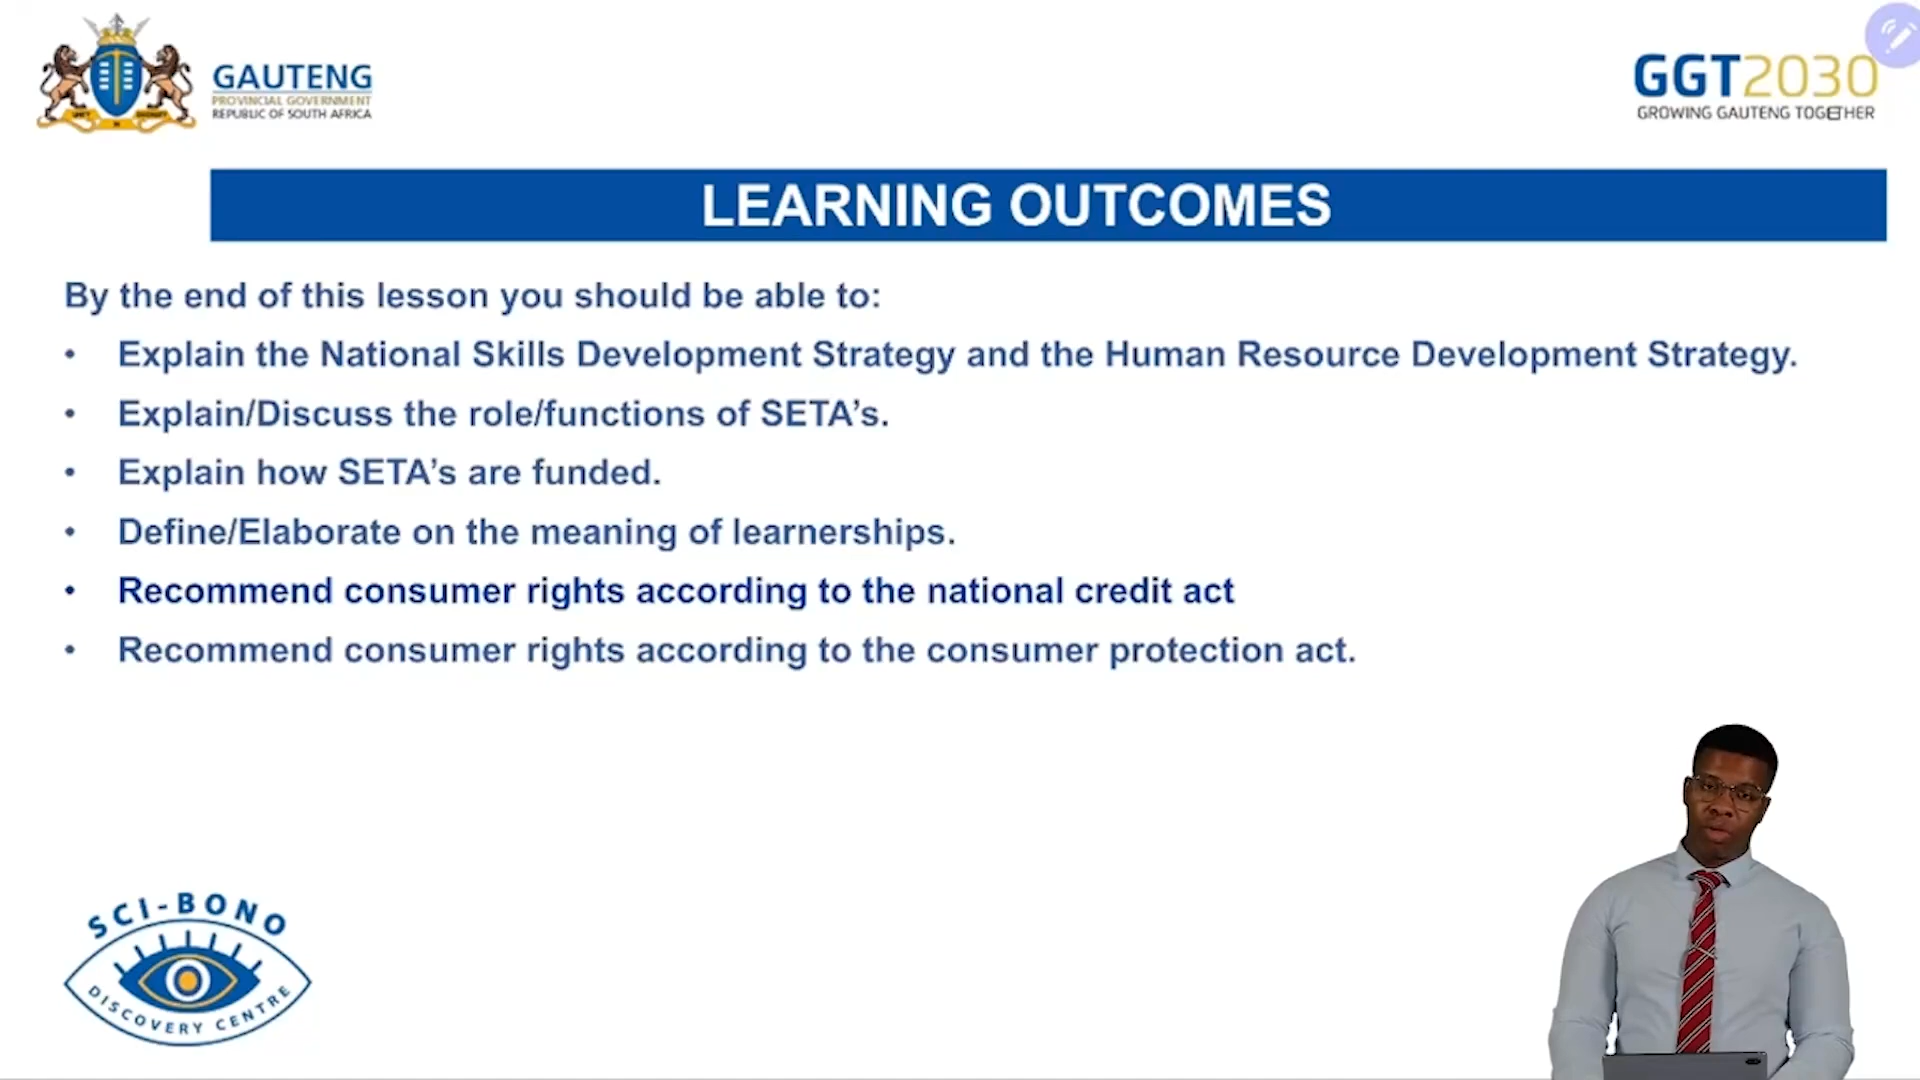 GAUTENG
PROVINCIAL GOVERNMENT
REPUBLIC OF SOUTH AFRICA
GGT2030
GROWING GAUTENG TOGETHER
LEARNING OUTCOMES
By the end of this lesson you should be able to:
• Explain the National Skills Development Strategy and the Human Resource Development Strategy.
• Explain/Discuss the role/functions of SETA’s.
• Explain how SETA’s are funded.
• Define/Elaborate on the meaning of learnerships.
• Recommend consumer rights according to the national credit act
• Recommend consumer rights according to the consumer protection act.
SCI-BONO
DISCOVERY CENTRE